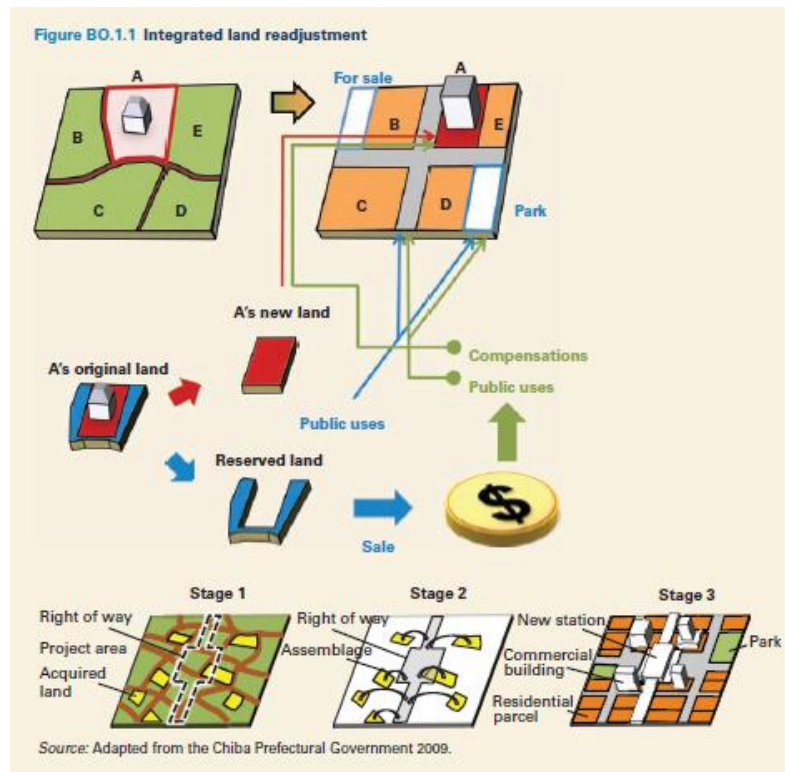 Figure BO.1.1 Integrated land readjustment
A
B
E
C
D
For sale
A
B
E
C
D
Park
A's new land
A's original land
Compensations
Public uses
Public uses
Reserved land
$
Sale
Stage 1
Right of way
Project area
Acquired
land
Stage 2
Right of way
Assemblage
Stage 3
New station
Commercial
building
Residential
parcel
Park
Source: Adapted from the Chiba Prefectural Government 2009.